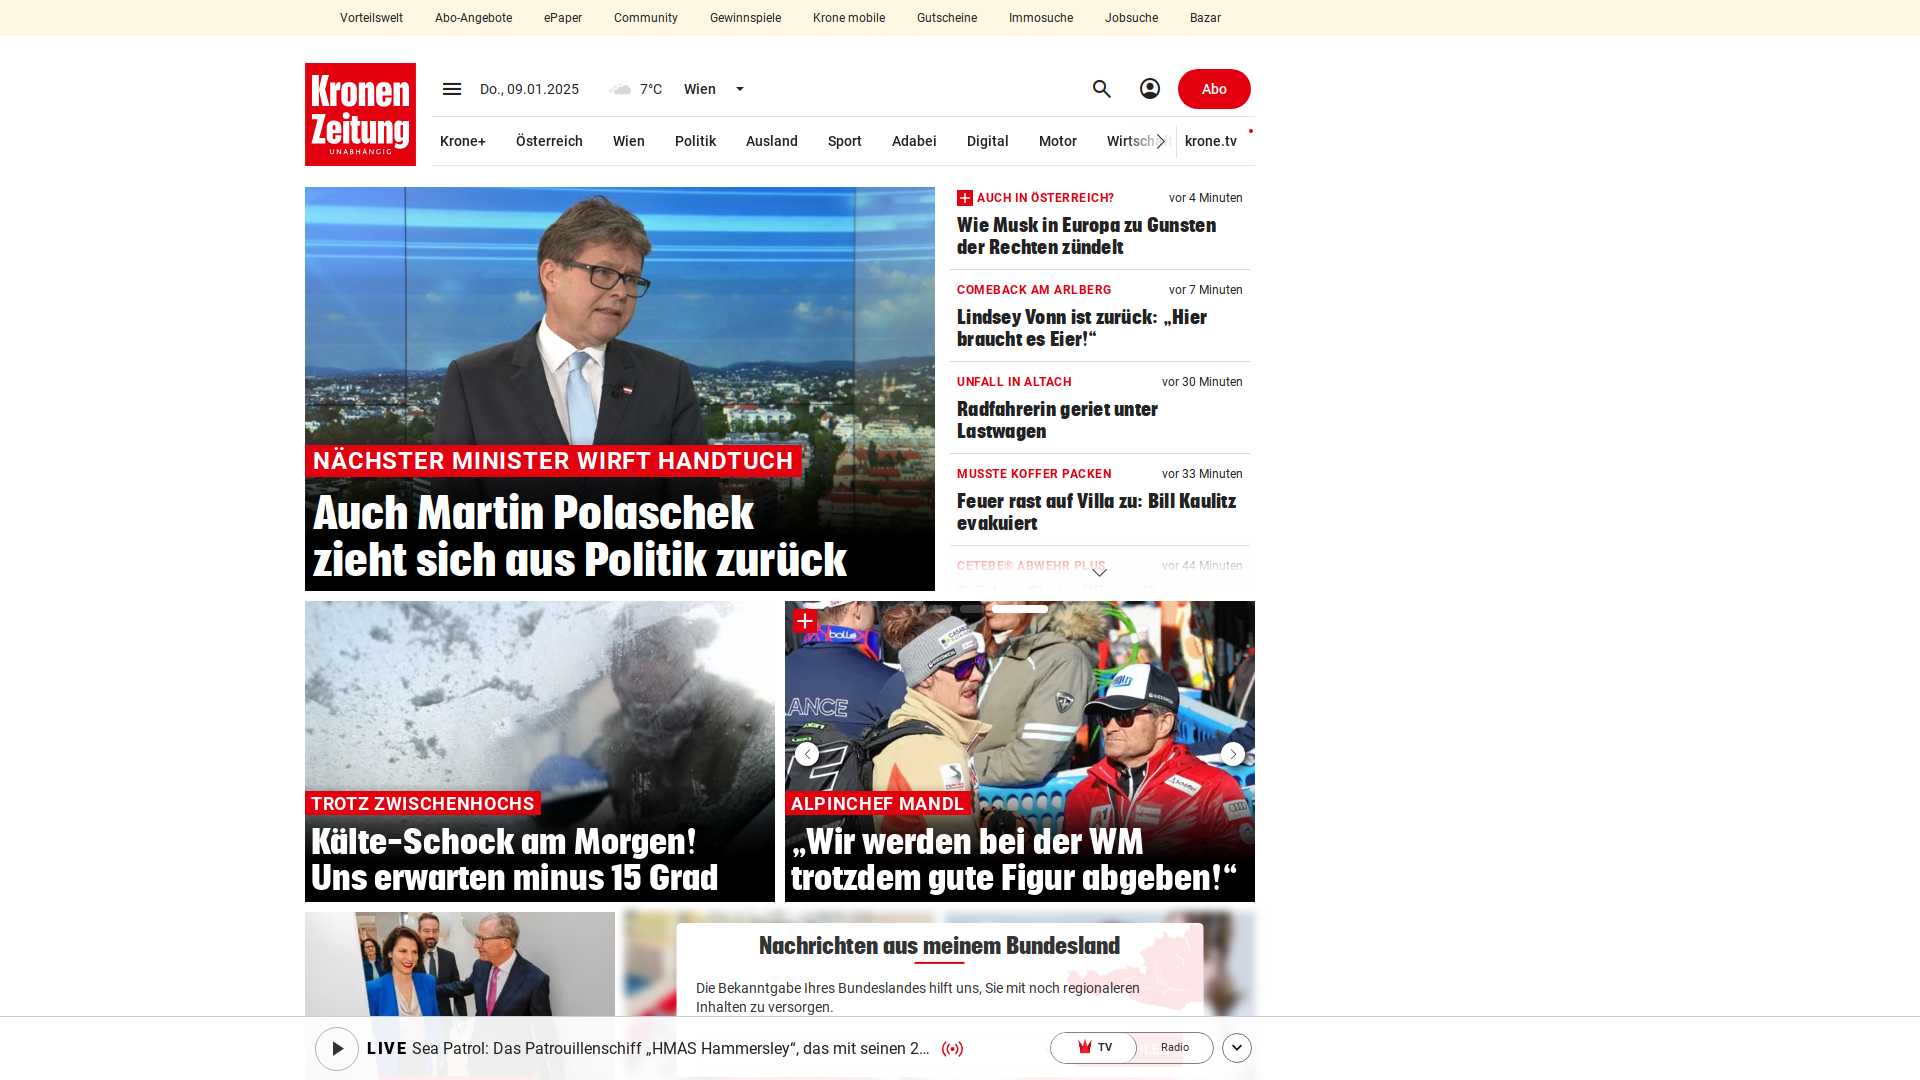 Vorteilswelt Abo-Angebote ePaper Community Gewinnspiele Krone mobile Gutscheine Immosuche Jobsuche Bazar
Kronen
Zeitung
UNABHÄNGIG
Do., 09.01.2025 7°C Wien
Abo
Krone+ Österreich Wien Politik Ausland Sport Adabei Digital Motor Wirtschaft krone.tv
NÄCHSTER MINISTER WIRFT HANDTUCH
Auch Martin Polaschek
zieht sich aus Politik zurück
AUCH IN ÖSTERREICH? vor 4 Minuten
Wie Musk in Europa zu Gunsten
der Rechten zündelt
COMEBACK AM ARLBERG vor 7 Minuten
Lindsey Vonn ist zurück: „Hier
braucht es Eier!“
UNFALL IN ALTACH vor 30 Minuten
Radfahrerin geriet unter
Lastwagen
MUSSTE KOFFER PACKEN vor 33 Minuten
Feuer rast auf Villa zu: Bill Kaulitz
evakuiert
CETEBE® ABWEHR PLUS vor 44 Minuten
TROTZ ZWISCHENHOCHS
Kälte-Schock am Morgen!
Uns erwarten minus 15 Grad
ALPINCHEF MANDL
„Wir werden bei der WM
trotzdem gute Figur abgeben!“
Nachrichten aus meinem Bundesland
Die Bekanntgabe Ihres Bundeslandes hilft uns, Sie mit noch regionaleren
Inhalten zu versorgen.
LIVE Sea Patrol: Das Patrouillenschiff „HMAS Hammersley“, das mit seinen 2...
TV Radio